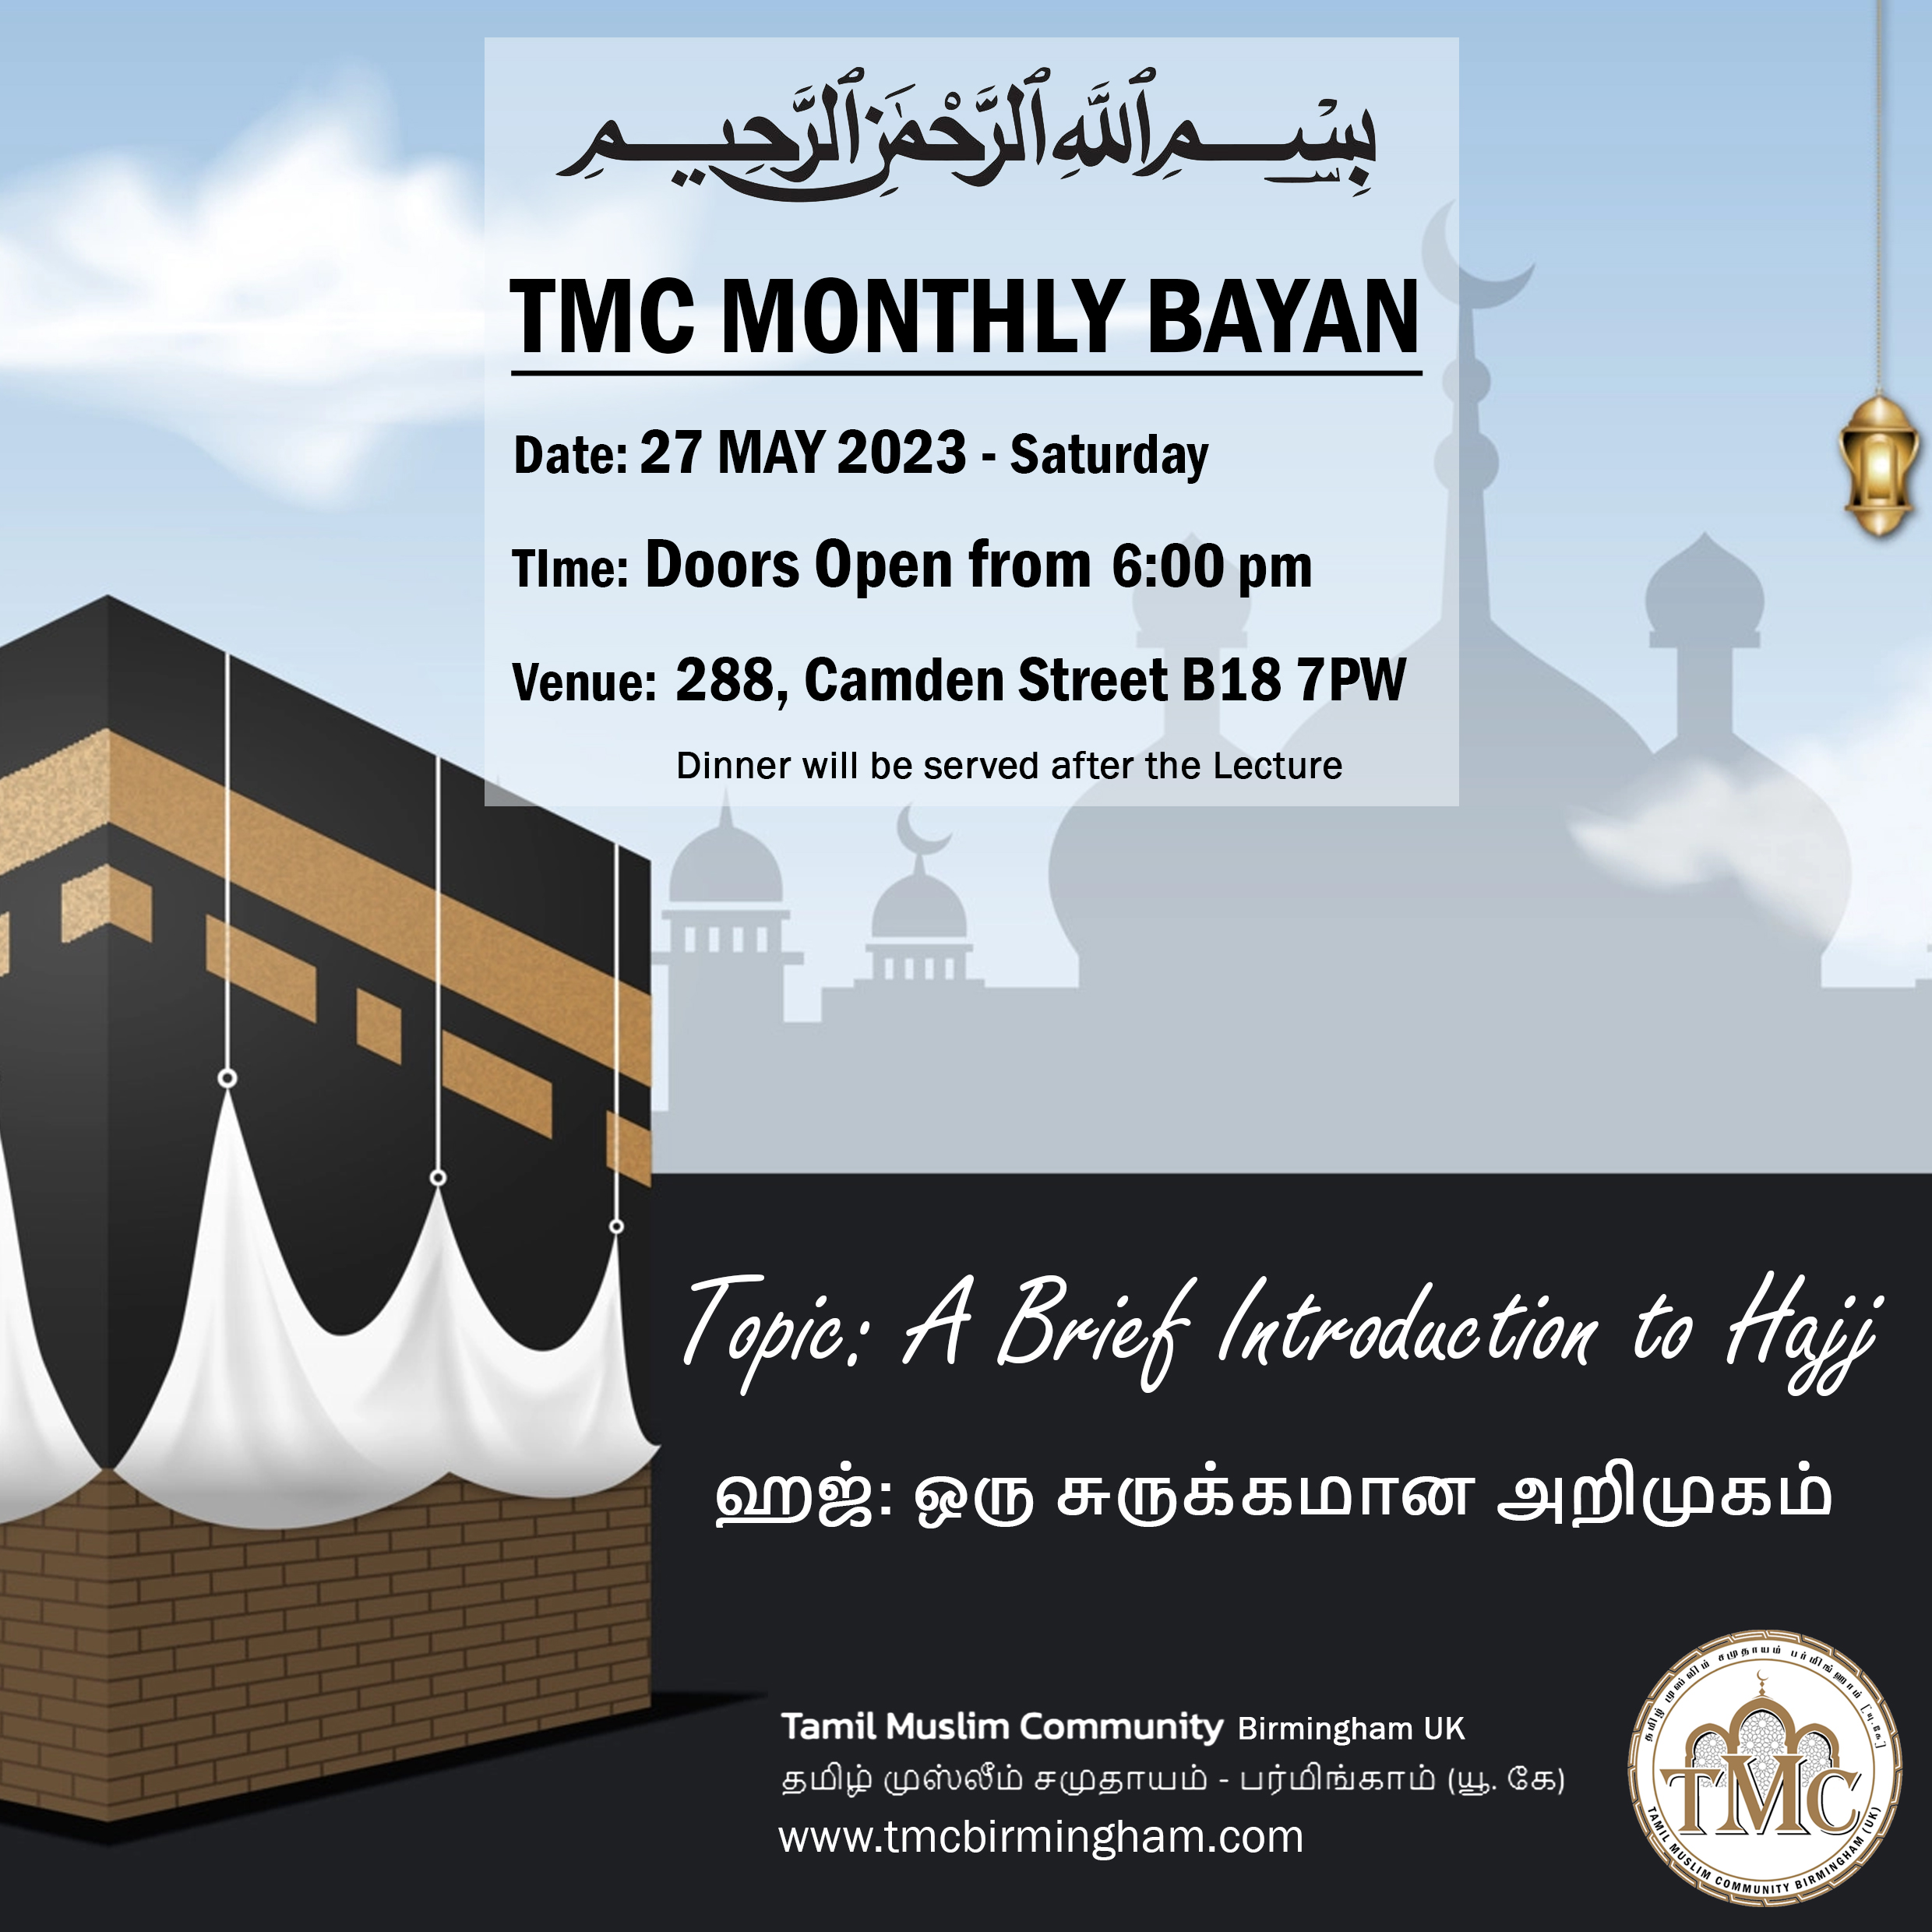 بِسْمِ ٱللَّهِ ٱلرَّحْمَٰنِ ٱلرَّحِيمِ
TMC MONTHLY BAYAN
Date: 27 MAY 2023 - Saturday
TIme: Doors Open from 6:00 pm
Venue: 288, Camden Street B18 7PW
Dinner will be served after the Lecture
Topic: A Brief Introduction to Hajj
ஹஜ்: ஒரு சுருக்கமான அறிமுகம்
Tamil Muslim Community Birmingham UK
தமிழ் முஸ்லீம் சமுதாயம் - பர்மிங்காம் (யூ. கே)
www.tmcbirmingham.com
தமிழ் முஸ்லிம் சமுதாயம் பர்மிங்ஹாம் [யு.கே]
TMC
TAMIL MUSLIM COMMUNITY BIRMINGHAM (UK)